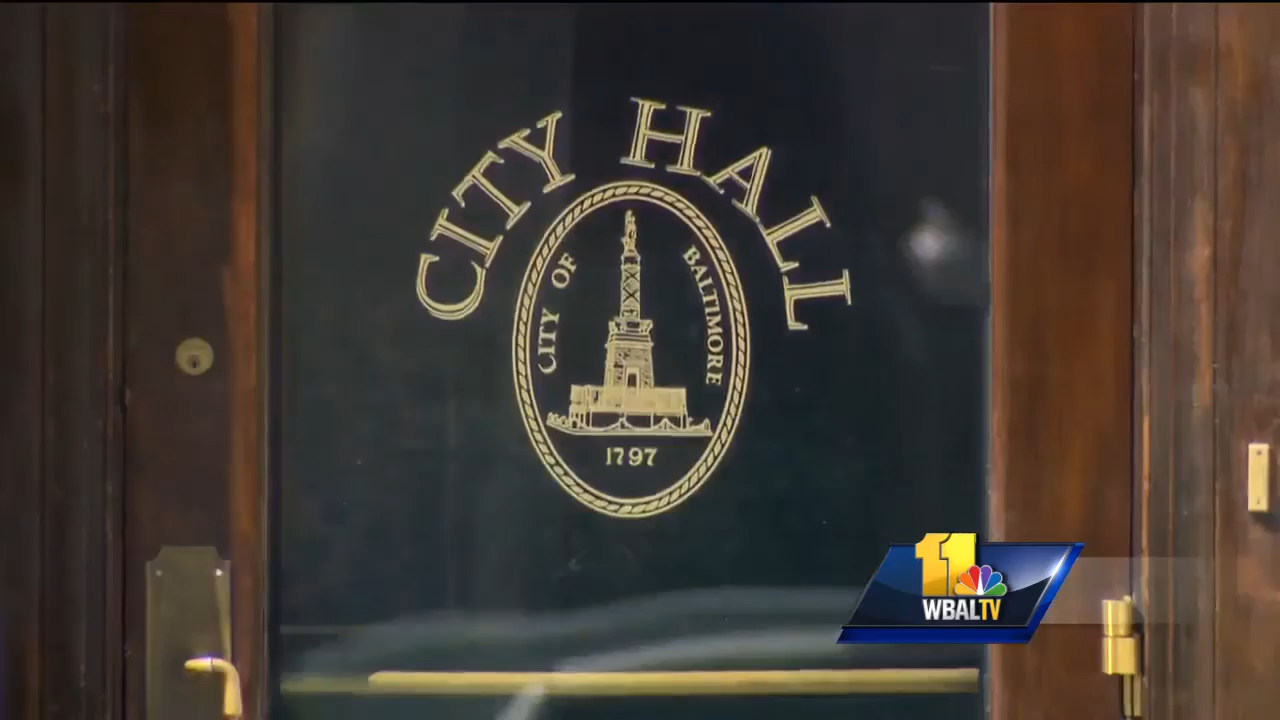 CITY HALL
CITY OF BALTIMORE
1797
11
WBALTV